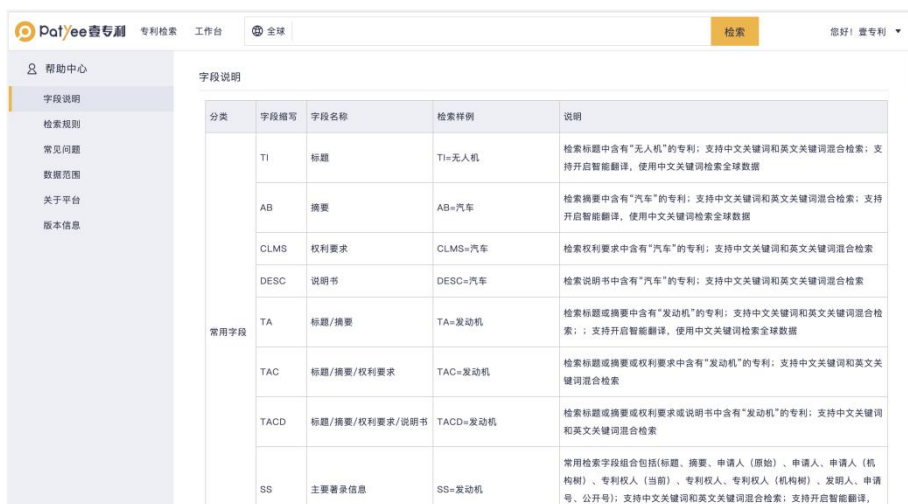 Patyee壹专利 专利检索 工作台 全球 检索 您好！壹专利
帮助中心
字段说明
检索规则
常见问题
数据范围
关于平台
版本信息
字段说明
分类 字段缩写 字段名称 检索样例 说明
常用字段
TI 标题 TI=无人机 检索标题中含有“无人机”的专利；支持中文关键词和英文关键词混合检索；支
持开启智能翻译，使用中文关键词检索全球数据
AB 摘要 AB=汽车 检索摘要中含有“汽车”的专利；支持中文关键词和英文关键词混合检索；支持
开启智能翻译，使用中文关键词检索全球数据
CLMS 权利要求 CLMS=汽车 检索权利要求中含有“汽车”的专利；支持中文关键词和英文关键词混合检索
DESC 说明书 DESC=汽车 检索说明书中含有“汽车”的专利；支持中文关键词和英文关键词混合检索
TA 标题/摘要 TA=发动机 检索标题或摘要中含有“发动机”的专利；支持中文关键词和英文关键词混合检
索；；支持开启智能翻译，使用中文关键词检索全球数据
TAC 标题/摘要/权利要求 TAC=发动机 检索标题或摘要或权利要求中含有“发动机”的专利；支持中文关键词和英文关
键词混合检索
TACD 标题/摘要/权利要求/说明书 TACD=发动机 检索标题或摘要或权利要求或说明书中含有“发动机”的专利；支持中文关键词
和英文关键词混合检索
SS 主要著录信息 SS=发动机 常用检索字段组合包括(标题、摘要、申请人（原始）、申请人、申请人（机
构树）、专利权人（当前）、专利权人、专利权人（机构树）、发明人、申请
号、公开号)；支持中文关键词和英文关键词混合检索；支持开启智能翻译，